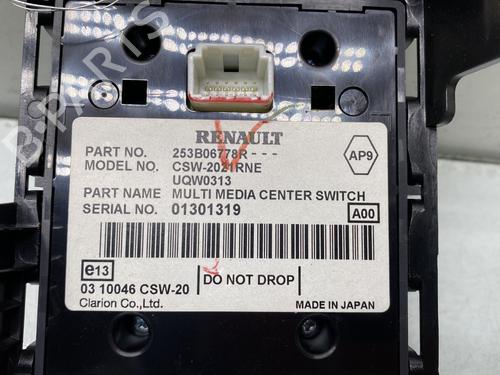 B-PARTS
RENAULT
PART NO. 253B06778R---
MODEL NO. CSW-2021RNE
UQW0313
PART NAME MULTI MEDIA CENTER SWITCH
SERIAL NO. 01301319
AP9
A00
e13
03 10046 CSW-20
DO NOT DROP
Clarion Co.,Ltd.
MADE IN JAPAN